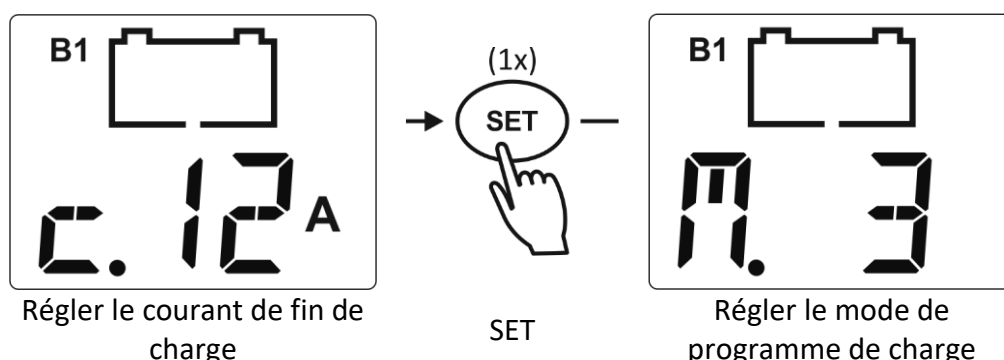 B1
c. 12 A
Régler le courant de fin de
charge
(1x)
SET
SET
B1
M. 3
Régler le mode de
programme de charge